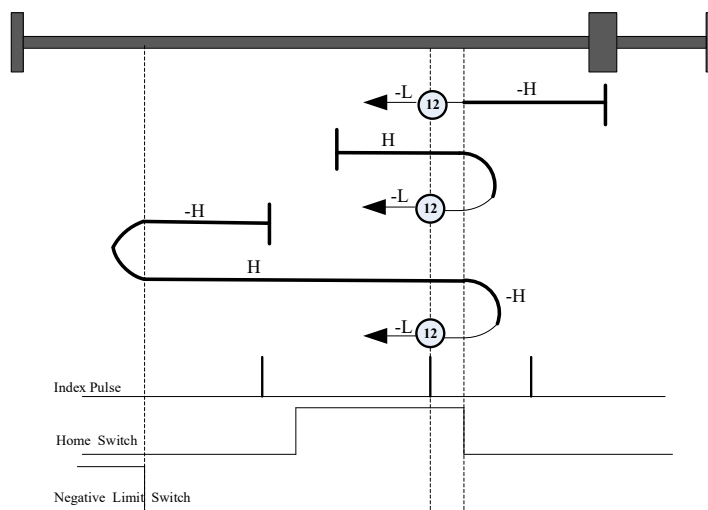 -L
12
-H
H
-L
12
-H
H
-H
-L
12
Index Pulse
Home Switch
Negative Limit Switch